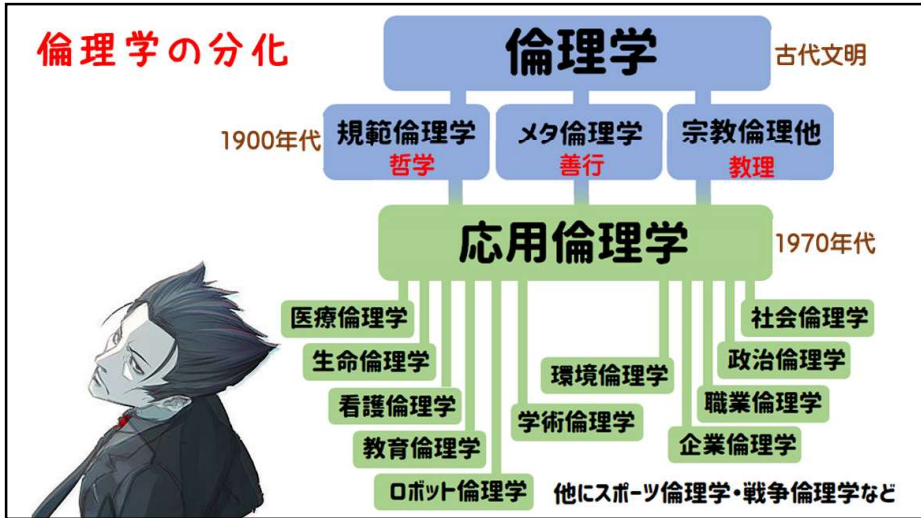 倫理学の分化
倫理学
古代文明
1900年代
規範倫理学
哲学
メタ倫理学
善行
宗教倫理他
教理
応用倫理学
1970年代
医療倫理学
生命倫理学
看護倫理学
教育倫理学
ロボット倫理学
学術倫理学
環境倫理学
社会倫理学
政治倫理学
職業倫理学
企業倫理学
他にスポーツ倫理学・戦争倫理学など